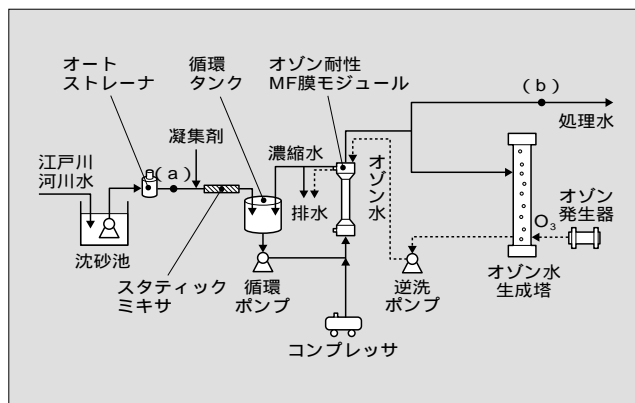 オート
ストレーナ
循環
タンク
オゾン耐性
MF膜モジュール
(b)
処理水
凝集剤
江戸川
河川水
(a)
濃縮水
排水
オゾン水
オゾン
発生器
O₃
沈砂池
スタティック
ミキサ
循環
ポンプ
逆洗
ポンプ
オゾン水
生成塔
コンプレッサ